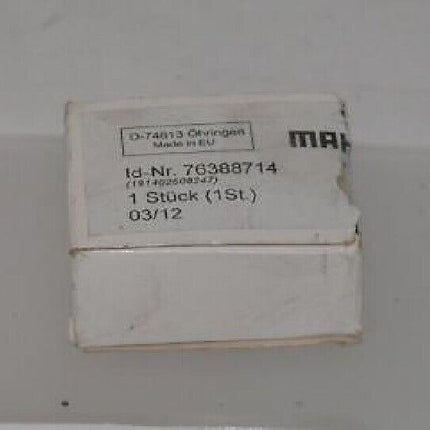 D-74613 Öhringen
Made in EU
MAH
Id-Nr. 76388714
1 Stück (1St.)
03/12